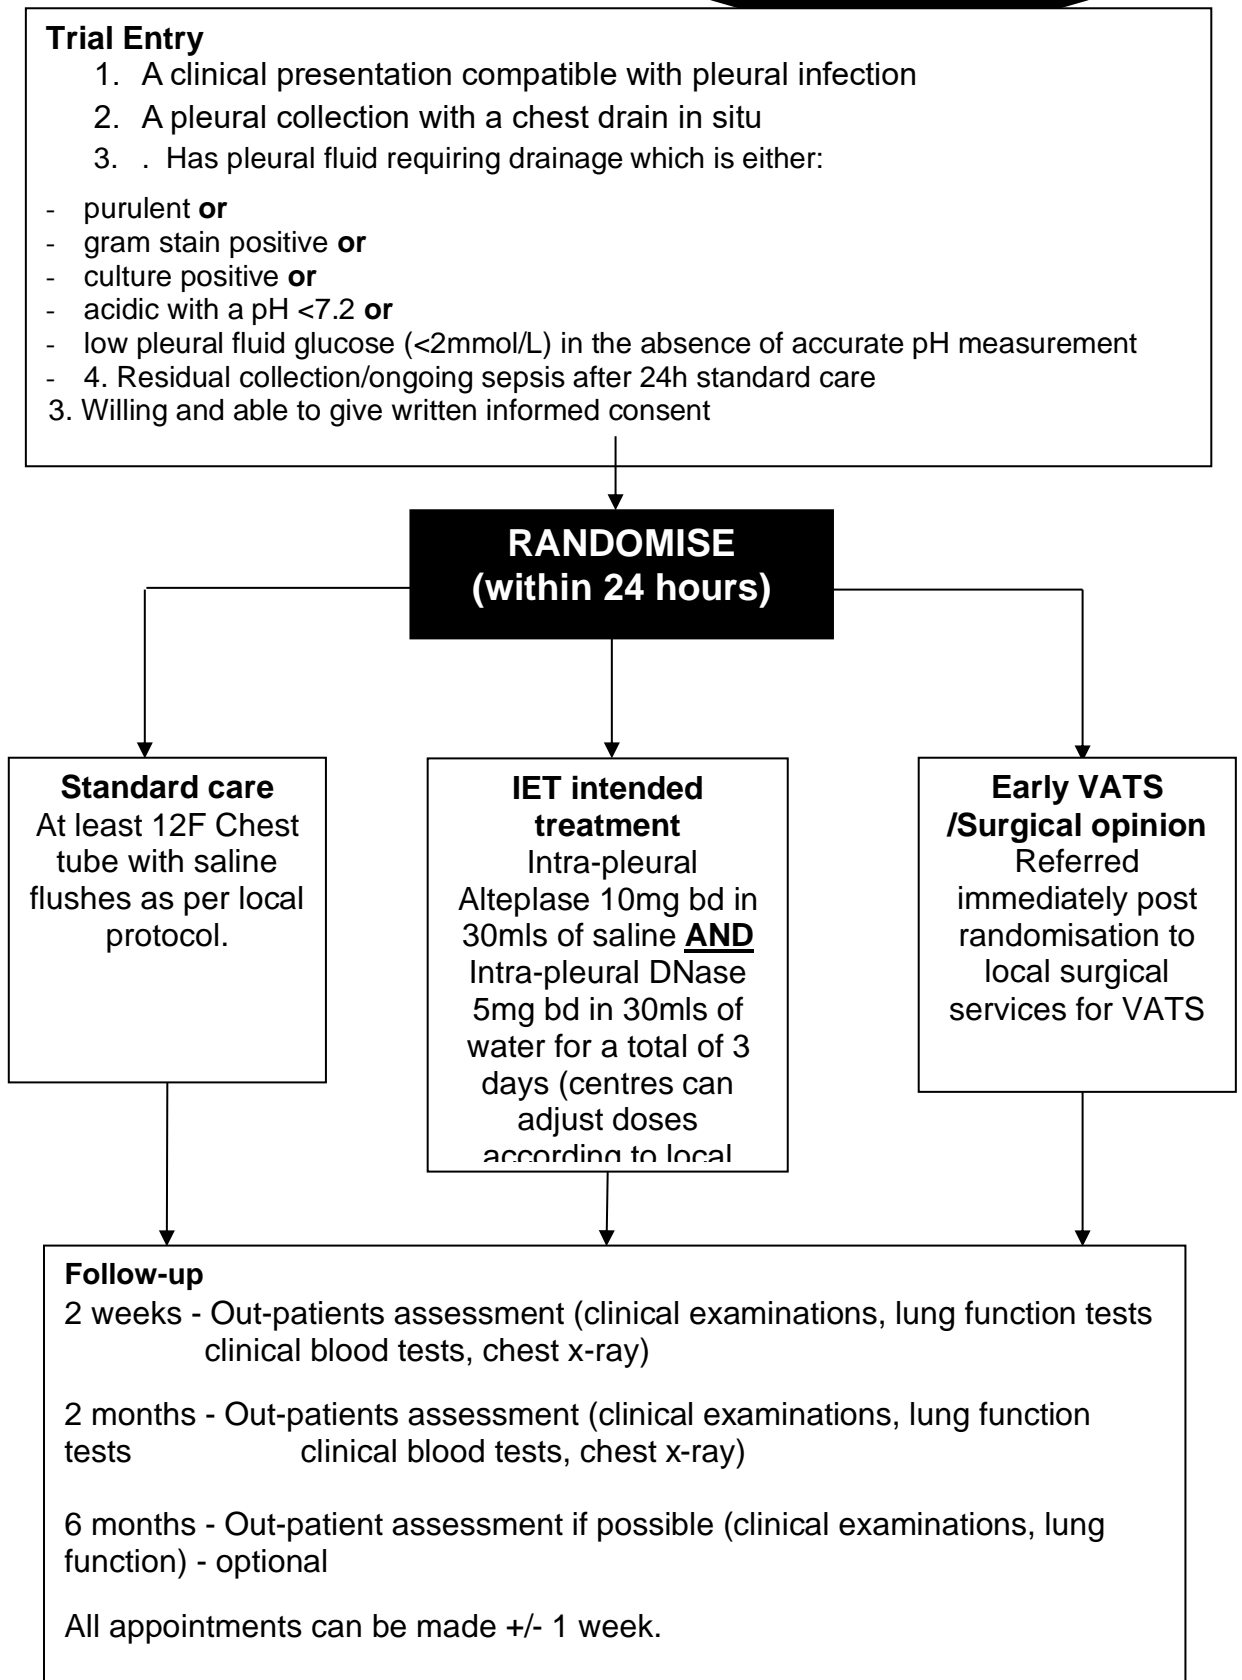 Trial Entry
1. A clinical presentation compatible with pleural infection
2. A pleural collection with a chest drain in situ
3. . Has pleural fluid requiring drainage which is either:
- purulent or
- gram stain positive or
- culture positive or
- acidic with a pH <7.2 or
- low pleural fluid glucose (<2mmol/L) in the absence of accurate pH measurement
- 4. Residual collection/ongoing sepsis after 24h standard care
3. Willing and able to give written informed consent
RANDOMISE
(within 24 hours)
Standard care
At least 12F Chest
tube with saline
flushes as per local
protocol.
IET intended
treatment
Intra-pleural
Alteplase 10mg bd in
30mls of saline AND
Intra-pleural DNase
5mg bd in 30mls of
water for a total of 3
days (centres can
adjust doses
according to local
Early VATS
/Surgical opinion
Referred
immediately post
randomisation to
local surgical
services for VATS
Follow-up
2 weeks - Out-patients assessment (clinical examinations, lung function tests
clinical blood tests, chest x-ray)
2 months - Out-patients assessment (clinical examinations, lung function
tests clinical blood tests, chest x-ray)
6 months - Out-patient assessment if possible (clinical examinations, lung
function) - optional
All appointments can be made +/- 1 week.